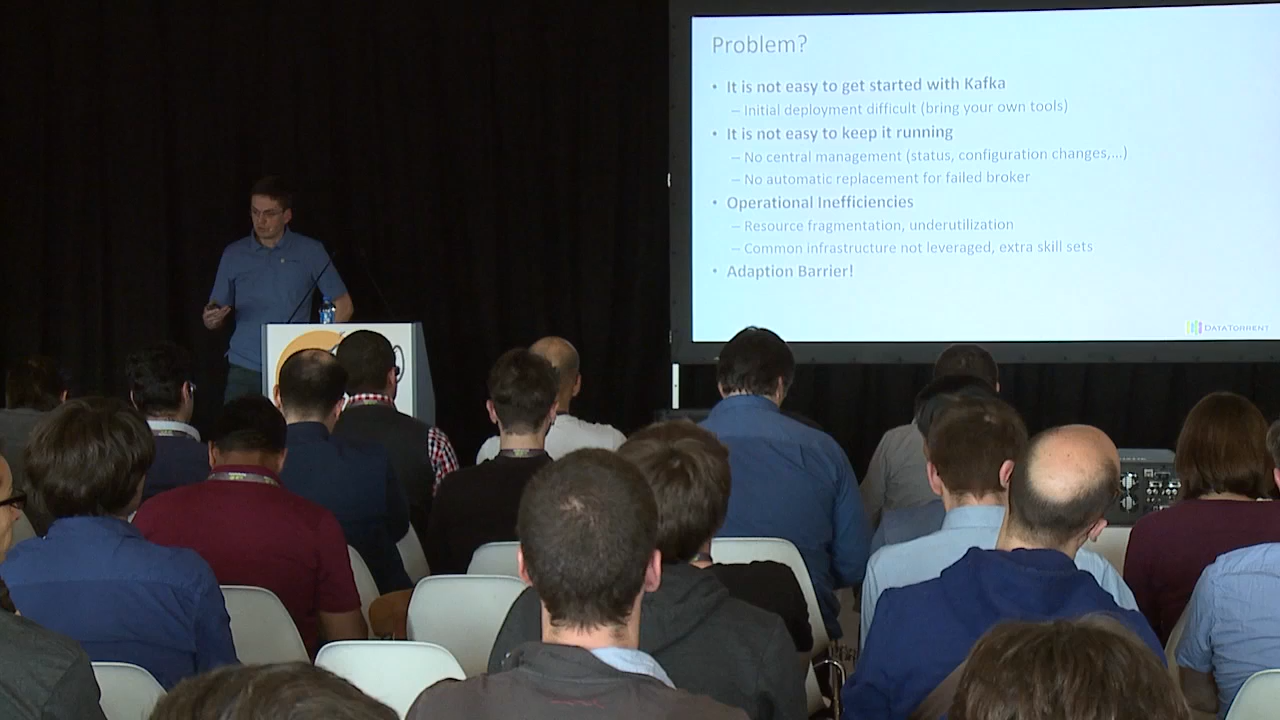 Problem?
• It is not easy to get started with Kafka
– Initial deployment difficult (bring your own tools)
• It is not easy to keep it running
– No central management (status, configuration changes,...)
– No automatic replacement for failed broker
• Operational Inefficiencies
– Resource fragmentation, underutilization
– Common infrastructure not leveraged, extra skill sets
• Adaption Barrier!
DATATORRENT